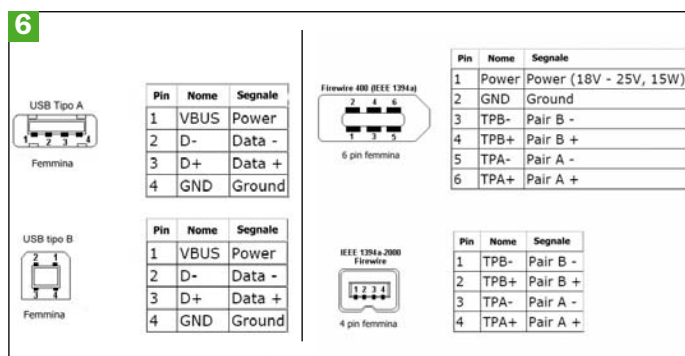 6
USB Tipo A
1 2 3 4
Femmina
Pin Nome Segnale
1 VBUS Power
2 D- Data -
3 D+ Data +
4 GND Ground
USB tipo B
2 1
3 4
Femmina
Pin Nome Segnale
1 VBUS Power
2 D- Data -
3 D+ Data +
4 GND Ground
Firewire 400 (IEEE 1394a)
2 4 6
1 3 5
6 pin femmina
Pin Nome Segnale
1 Power Power (18V - 25V, 15W)
2 GND Ground
3 TPB- Pair B -
4 TPB+ Pair B +
5 TPA- Pair A -
6 TPA+ Pair A +
IEEE 1394a-2000
Firewire
1 2 3 4
4 pin femmina
Pin Nome Segnale
1 TPB- Pair B -
2 TPB+ Pair B +
3 TPA- Pair A -
4 TPA+ Pair A +